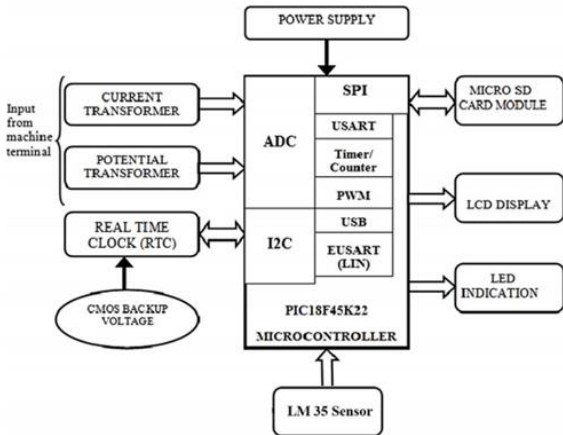 POWER SUPPLY
Input
from
machine
terminal
CURRENT
TRANSFORMER
POTENTIAL
TRANSFORMER
REAL TIME
CLOCK (RTC)
CMOS BACKUP
VOLTAGE
ADC
I2C
SPI
USART
Timer/
Counter
PWM
USB
EUSART
(LIN)
PIC18F45K22
MICROCONTROLLER
MICRO SD
CARD MODULE
LCD DISPLAY
LED
INDICATION
LM 35 Sensor